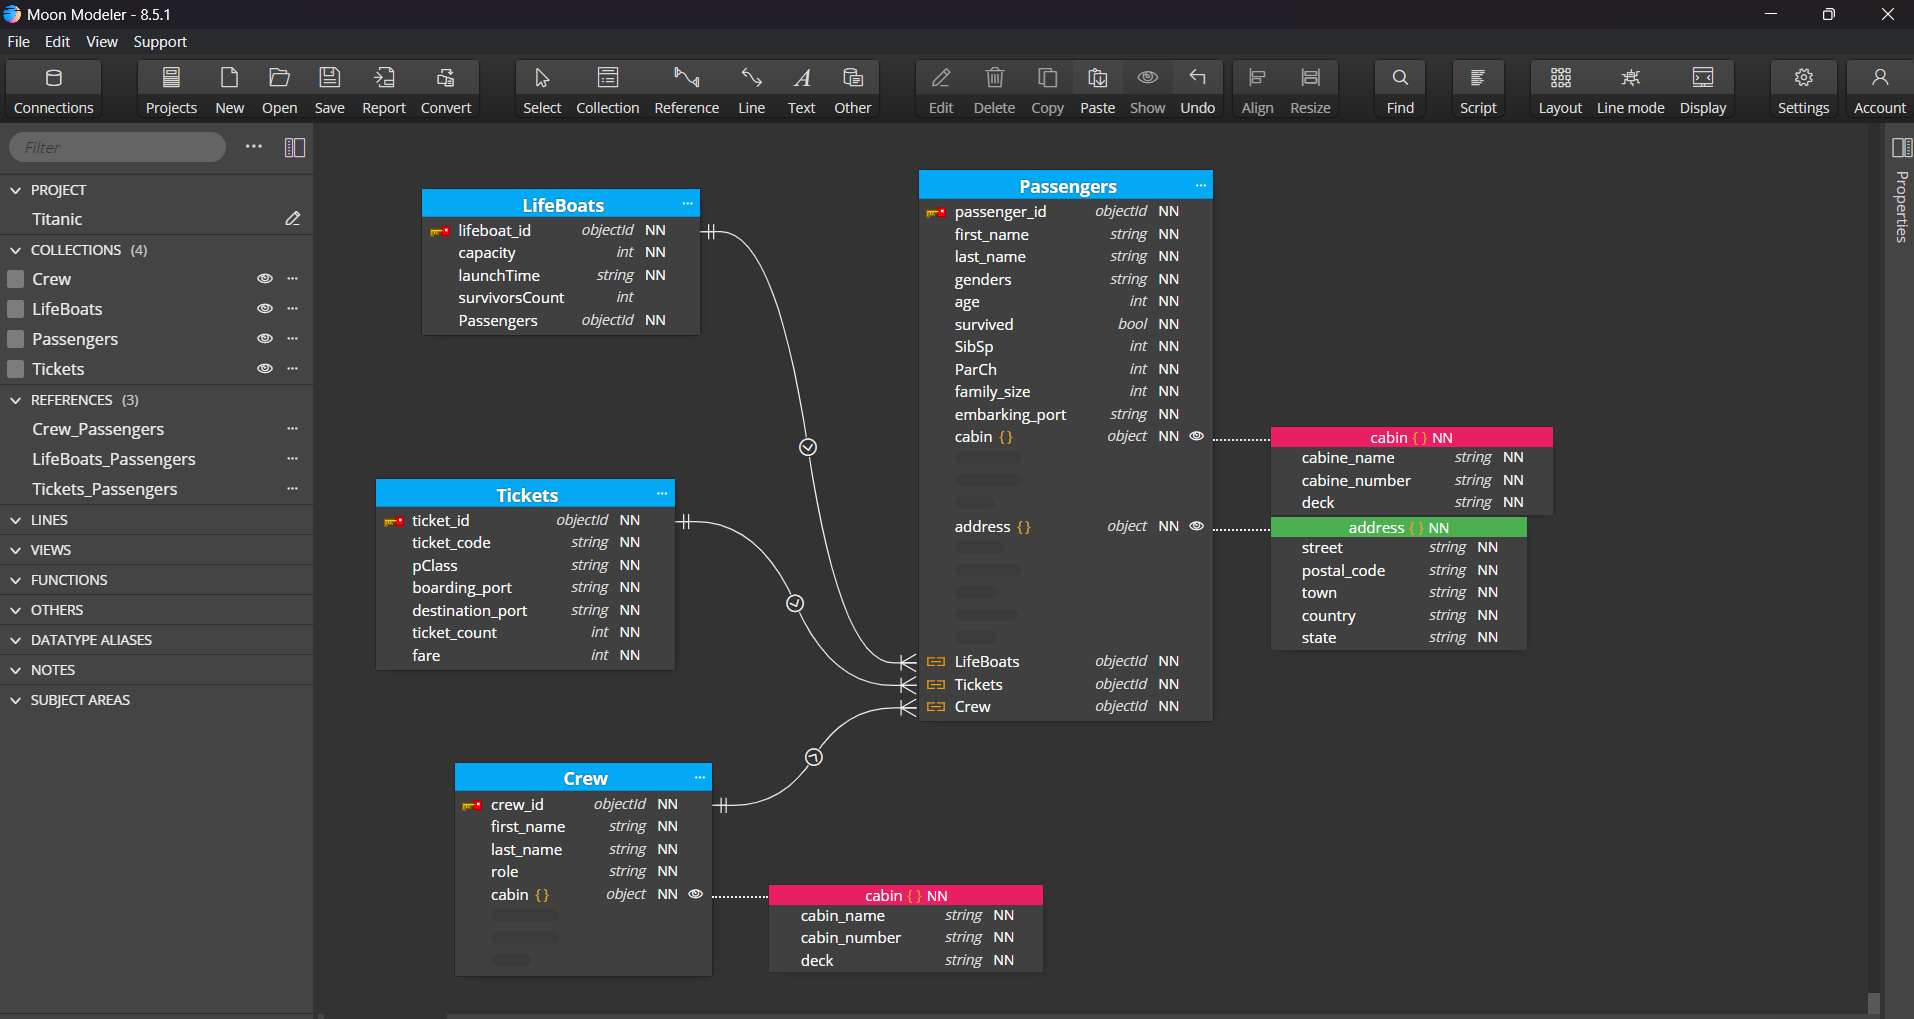 Moon Modeler - 8.5.1
File Edit View Support
Connections Projects New Open Save Report Convert Select Collection Reference Line Text Other Edit Delete Copy Paste Show Undo Align Resize Find Script Layout Line mode Display Settings Account
Filter
PROJECT
Titanic
COLLECTIONS (4)
Crew
LifeBoats
Passengers
Tickets
REFERENCES (3)
Crew_Passengers
LifeBoats_Passengers
Tickets_Passengers
LINES
VIEWS
FUNCTIONS
OTHERS
DATATYPE ALIASES
NOTES
SUBJECT AREAS
LifeBoats
lifeboat_id objectId NN
capacity int NN
launchTime string NN
survivorsCount int
Passengers objectId NN
Tickets
ticket_id objectId NN
ticket_code string NN
pClass string NN
boarding_port string NN
destination_port string NN
ticket_count int NN
fare int NN
Crew
crew_id objectId NN
first_name string NN
last_name string NN
role string NN
cabin {} object NN
cabin {} NN
cabin_name string NN
cabin_number string NN
deck string NN
Passengers
passenger_id objectId NN
first_name string NN
last_name string NN
genders string NN
age int NN
survived bool NN
SibSp int NN
ParCh int NN
family_size int NN
embarking_port string NN
cabin {} object NN
address {} object NN
LifeBoats objectId NN
Tickets objectId NN
Crew objectId NN
cabin {} NN
cabine_name string NN
cabine_number string NN
deck string NN
address {} NN
street string NN
postal_code string NN
town string NN
country string NN
state string NN
Properties